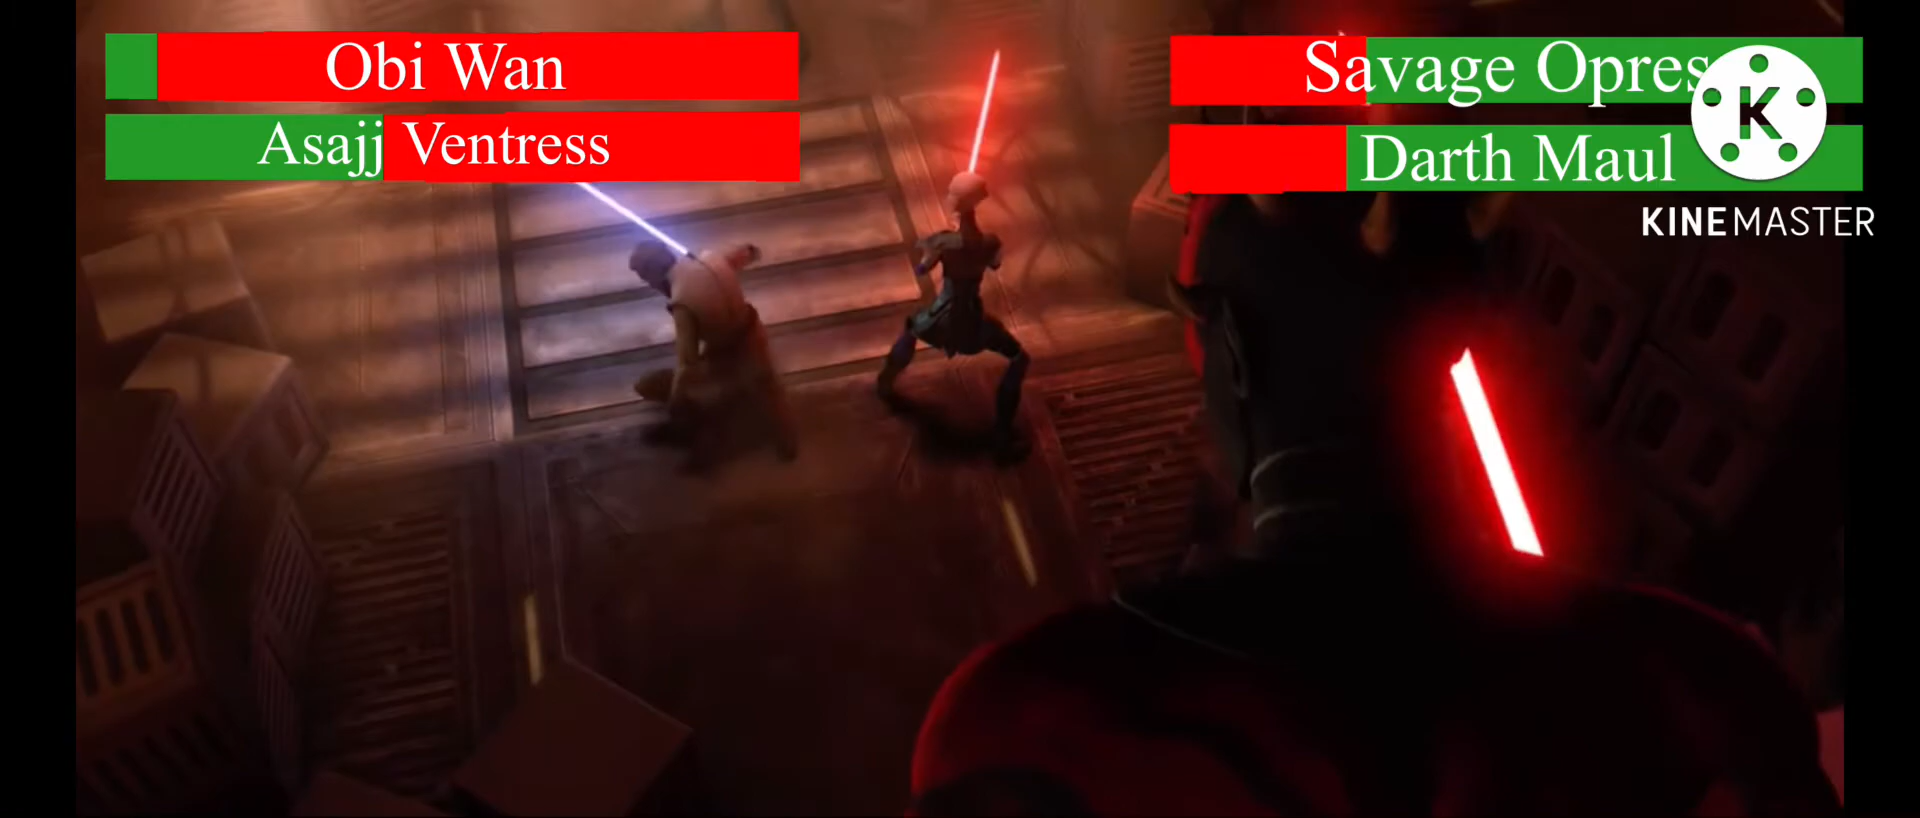 Obi Wan
Asajj Ventress
Savage Opres
Darth Maul
K
KINEMASTER